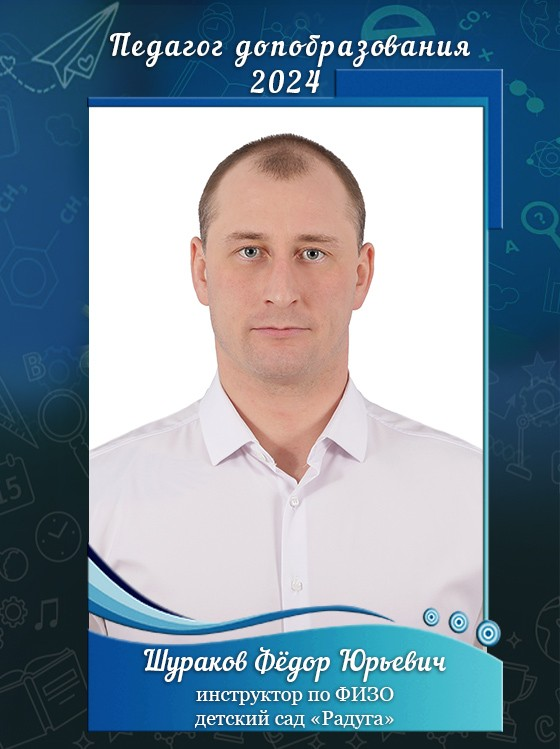 Педагог допобразования
2024
Шураков Фёдор Юрьевич
инструктор по ФИЗО
детский сад «Радуга»